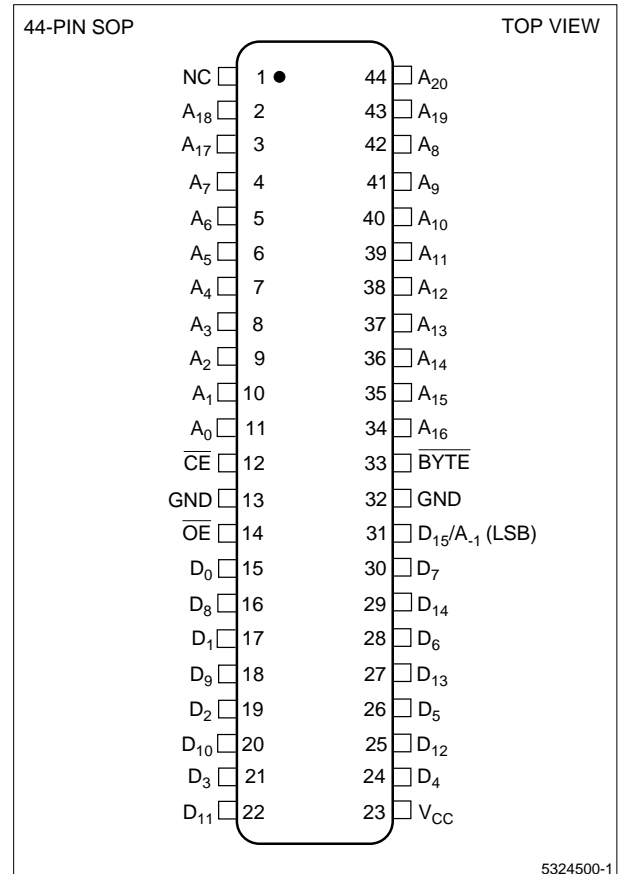 44-PIN SOP TOP VIEW
NC 1 44 A₂₀
A₁₈ 2 43 A₁₉
A₁₇ 3 42 A₈
A₇ 4 41 A₉
A₆ 5 40 A₁₀
A₅ 6 39 A₁₁
A₄ 7 38 A₁₂
A₃ 8 37 A₁₃
A₂ 9 36 A₁₄
A₁ 10 35 A₁₅
A₀ 11 34 A₁₆
C̅E̅ 12 33 B̅Y̅T̅E̅
GND 13 32 GND
O̅E̅ 14 31 D₁₅/A₋₁ (LSB)
D₀ 15 30 D₇
D₈ 16 29 D₁₄
D₁ 17 28 D₆
D₉ 18 27 D₁₃
D₂ 19 26 D₅
D₁₀ 20 25 D₁₂
D₃ 21 24 D₄
D₁₁ 22 23 V_CC
5324500-1